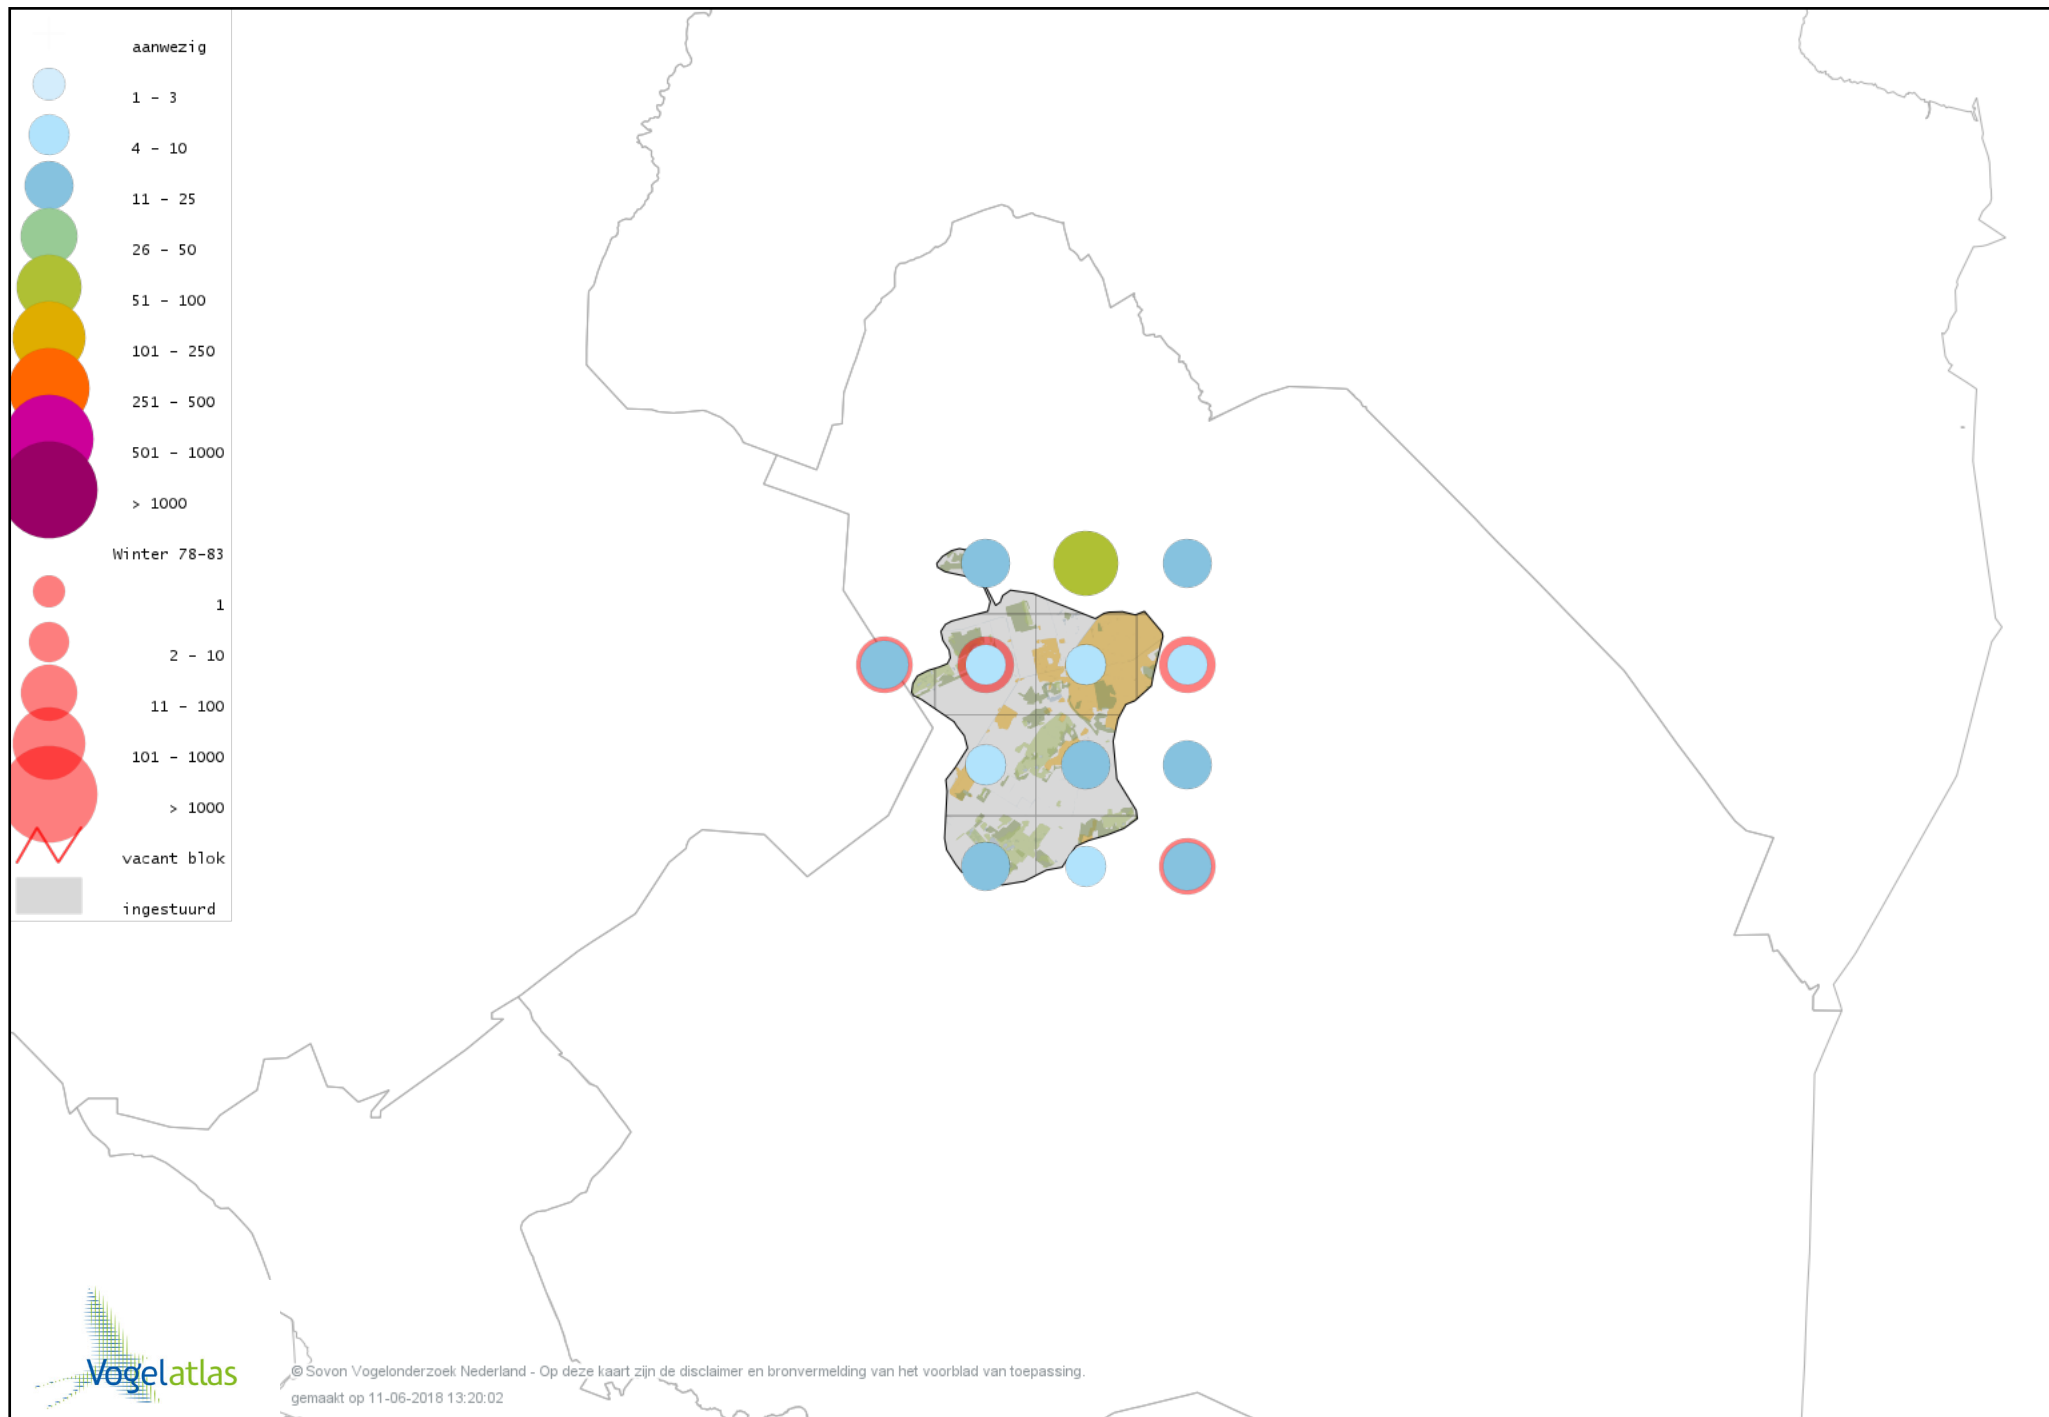 aanwezig
1 - 3
4 - 10
11 - 25
26 - 50
51 - 100
101 - 250
251 - 500
501 - 1000
> 1000
Winter 78-83
1
2 - 10
11 - 100
101 - 1000
> 1000
vacant blok
ingestuurd
Vogelatlas
© Sovon Vogelonderzoek Nederland - Op deze kaart zijn de disclaimer en bronvermelding van het voorblad van toepassing.
gemaakt op 11-06-2018 13:20:02